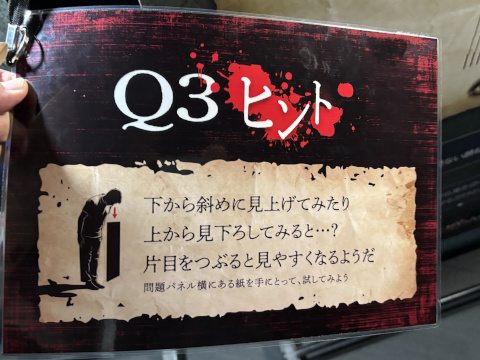 Q3 ヒント
下から斜めに見上げてみたり
上から見下ろしてみると…?
片目をつぶると見やすくなるようだ
問題パネル横にある紙を手にとって、試してみよう